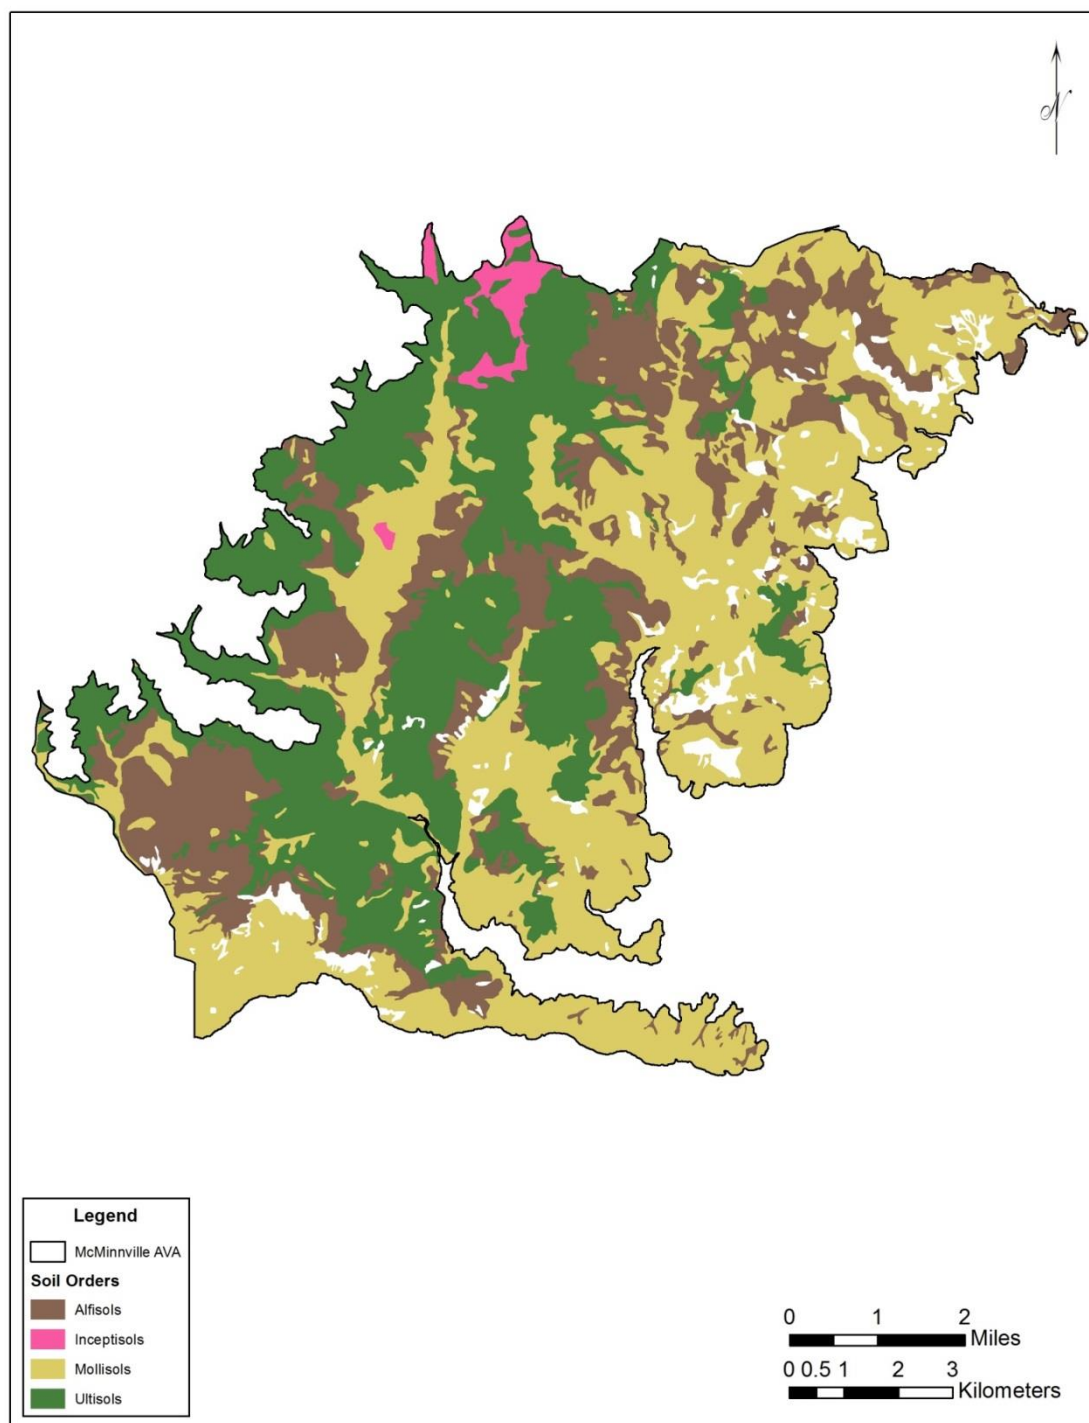 N
Legend
McMinnville AVA
Soil Orders
Alfisols
Inceptisols
Mollisols
Ultisols
0 1 2
Miles
0 0.5 1 2 3
Kilometers